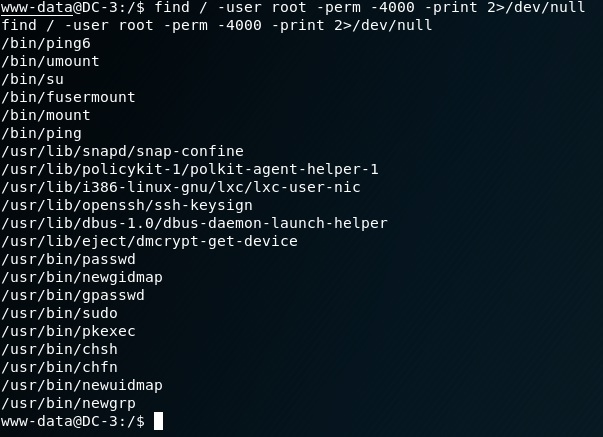 www-data@DC-3:/$ find / -user root -perm -4000 -print 2>/dev/null
find / -user root -perm -4000 -print 2>/dev/null
/bin/ping6
/bin/umount
/bin/su
/bin/fusermount
/bin/mount
/bin/ping
/usr/lib/snapd/snap-confine
/usr/lib/policykit-1/polkit-agent-helper-1
/usr/lib/i386-linux-gnu/lxc/lxc-user-nic
/usr/lib/openssh/ssh-keysign
/usr/lib/dbus-1.0/dbus-daemon-launch-helper
/usr/lib/eject/dmcrypt-get-device
/usr/bin/passwd
/usr/bin/newgidmap
/usr/bin/gpasswd
/usr/bin/sudo
/usr/bin/pkexec
/usr/bin/chsh
/usr/bin/chfn
/usr/bin/newuidmap
/usr/bin/newgrp
www-data@DC-3:/$